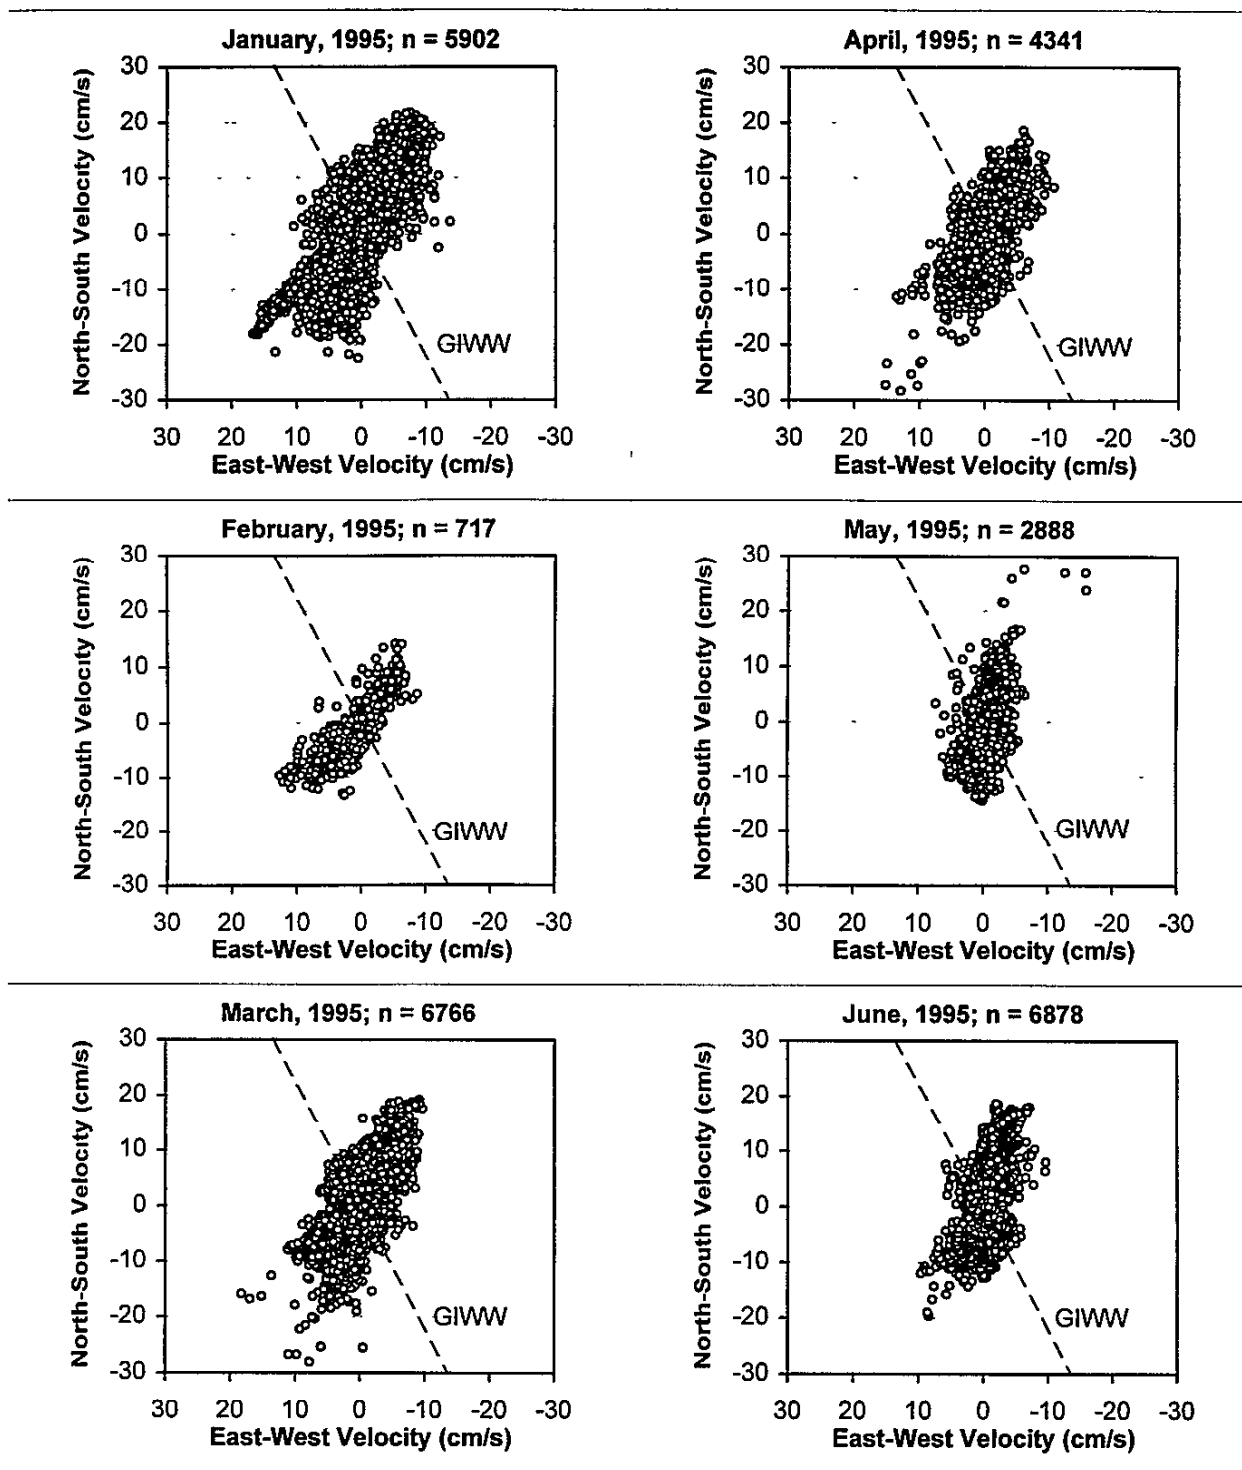 January, 1995; n = 5902
North-South Velocity (cm/s)
30
20
10
0
-10
-20
-30
GIWW
30 20 10 0 -10 -20 -30
East-West Velocity (cm/s)
April, 1995; n = 4341
North-South Velocity (cm/s)
30
20
10
0
-10
-20
-30
GIWW
30 20 10 0 -10 -20 -30
East-West Velocity (cm/s)
February, 1995; n = 717
North-South Velocity (cm/s)
30
20
10
0
-10
-20
-30
GIWW
30 20 10 0 -10 -20 -30
East-West Velocity (cm/s)
May, 1995; n = 2888
North-South Velocity (cm/s)
30
20
10
0
-10
-20
-30
GIWW
30 20 10 0 -10 -20 -30
East-West Velocity (cm/s)
March, 1995; n = 6766
North-South Velocity (cm/s)
30
20
10
0
-10
-20
-30
GIWW
30 20 10 0 -10 -20 -30
East-West Velocity (cm/s)
June, 1995; n = 6878
North-South Velocity (cm/s)
30
20
10
0
-10
-20
-30
GIWW
30 20 10 0 -10 -20 -30
East-West Velocity (cm/s)